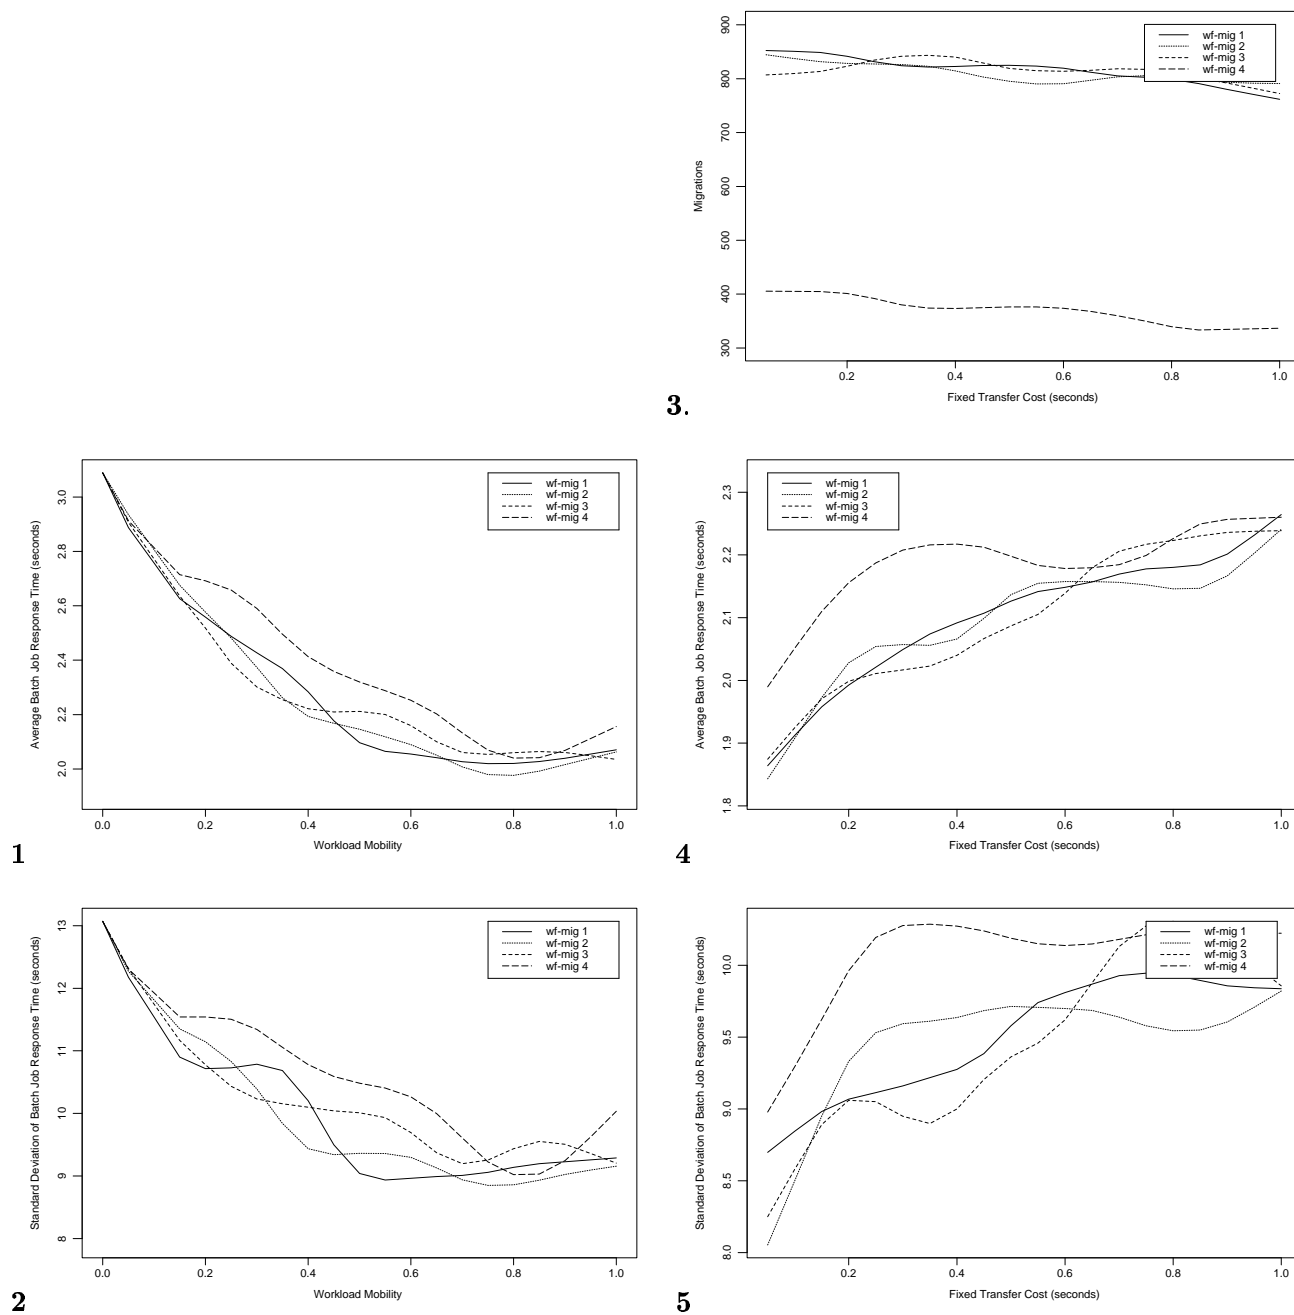 900
800
700
600
500
400
300
Migrations
wf-mig 1
wf-mig 2
wf-mig 3
wf-mig 4
0.2 0.4 0.6 0.8 1.0
Fixed Transfer Cost (seconds)
3.
3.0
2.8
2.6
2.4
2.2
2.0
Average Batch Job Response Time (seconds)
wf-mig 1
wf-mig 2
wf-mig 3
wf-mig 4
0.0 0.2 0.4 0.6 0.8 1.0
Workload Mobility
1
2.3
2.2
2.1
2.0
1.9
1.8
Average Batch Job Response Time (seconds)
wf-mig 1
wf-mig 2
wf-mig 3
wf-mig 4
0.2 0.4 0.6 0.8 1.0
Fixed Transfer Cost (seconds)
4
13
12
11
10
9
8
Standard Deviation of Batch Job Response Time (seconds)
wf-mig 1
wf-mig 2
wf-mig 3
wf-mig 4
0.0 0.2 0.4 0.6 0.8 1.0
Workload Mobility
2
10.0
9.5
9.0
8.5
8.0
Standard Deviation of Batch Job Response Time (seconds)
wf-mig 1
wf-mig 2
wf-mig 3
wf-mig 4
0.2 0.4 0.6 0.8 1.0
Fixed Transfer Cost (seconds)
5